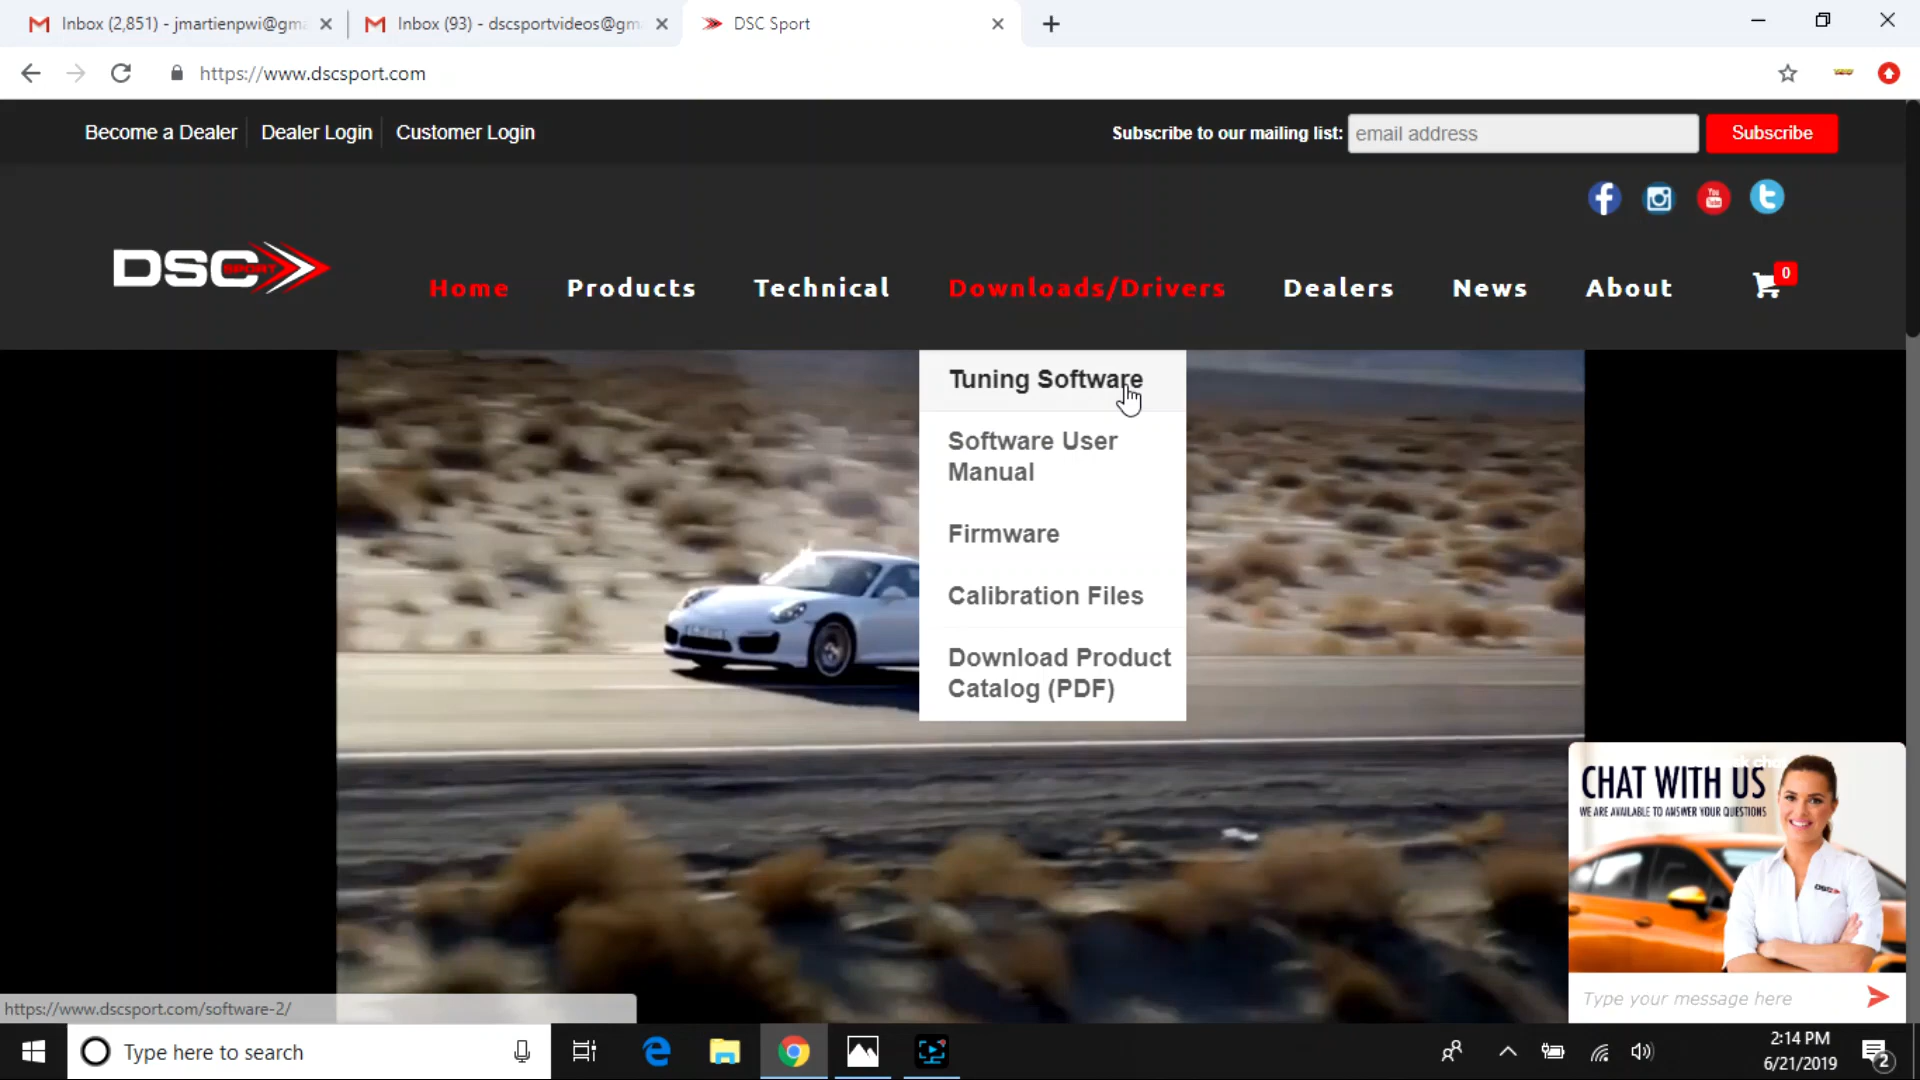 Inbox (2,851) - jmartienpwi@gma
Inbox (93) - dscsportvideos@gm
DSC Sport
https://www.dscsport.com
Become a Dealer
Dealer Login
Customer Login
Subscribe to our mailing list:
email address
Subscribe
DSC SPORT
Home
Products
Technical
Downloads/Drivers
Dealers
News
About
0
Tuning Software
Software User
Manual
Firmware
Calibration Files
Download Product
Catalog (PDF)
CHAT WITH US
WE ARE AVAILABLE TO ANSWER YOUR QUESTIONS
DSC
Type your message here
https://www.dscsport.com/software-2/
Type here to search
2:14 PM
6/21/2019
2